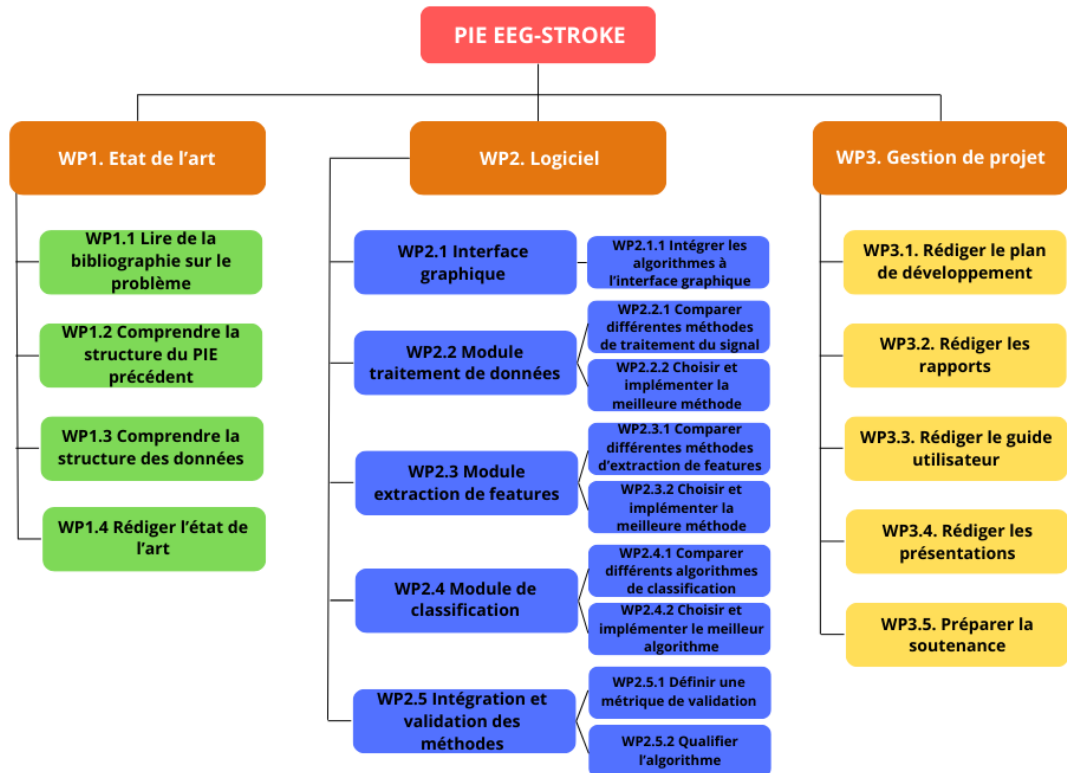 PIE EEG-STROKE
WP1. Etat de l'art
WP1.1 Lire de la
bibliographie sur le
problème
WP1.2 Comprendre la
structure du PIE
précédent
WP1.3 Comprendre la
structure des données
WP1.4 Rédiger l'état de
l'art
WP2. Logiciel
WP2.1 Interface
graphique
WP2.1.1 Intégrer les
algorithmes à
l'interface graphique
WP2.2 Module
traitement de données
WP2.2.1 Comparer
différentes méthodes
de traitement du signal
WP2.2.2 Choisir et
implémenter la
meilleure méthode
WP2.3 Module
extraction de features
WP2.3.1 Comparer
différentes méthodes
d'extraction de features
WP2.3.2 Choisir et
implémenter la
meilleure méthode
WP2.4 Module de
classification
WP2.4.1 Comparer
différents algorithmes
de classification
WP2.4.2 Choisir et
implémenter le meilleur
algorithme
WP2.5 Intégration et
validation des
méthodes
WP2.5.1 Définir une
métrique de validation
WP2.5.2 Qualifier
l'algorithme
WP3. Gestion de projet
WP3.1. Rédiger le plan
de développement
WP3.2. Rédiger les
rapports
WP3.3. Rédiger le guide
utilisateur
WP3.4. Rédiger les
présentations
WP3.5. Préparer la
soutenance